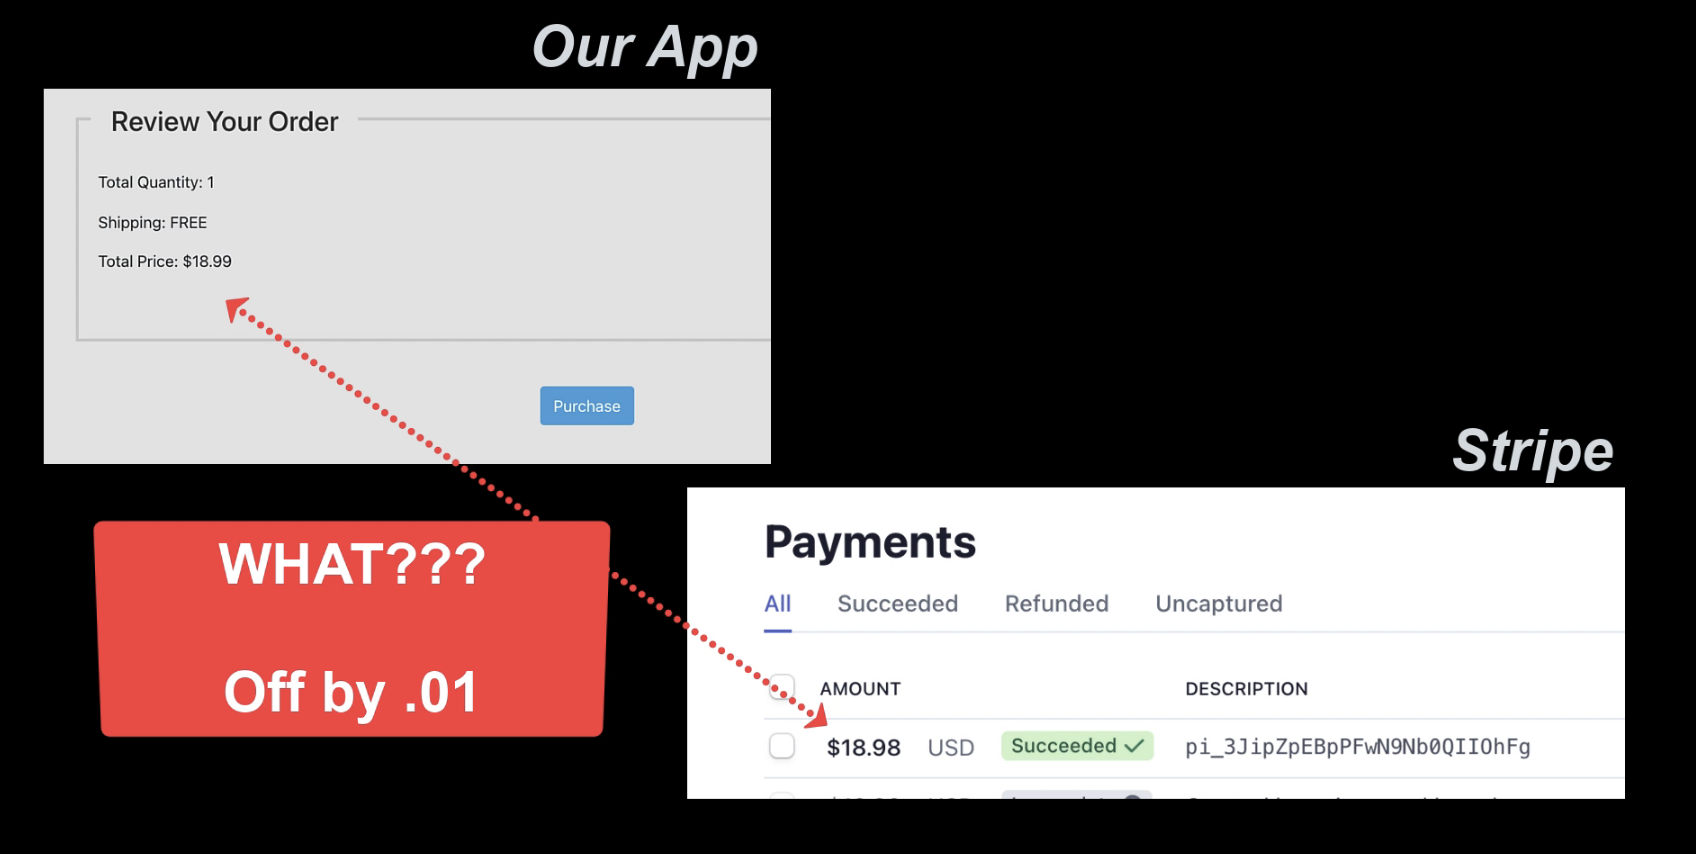 Our App
Review Your Order
Total Quantity: 1
Shipping: FREE
Total Price: $18.99
Purchase
WHAT???
Off by .01
Stripe
Payments
All Succeeded Refunded Uncaptured
AMOUNT DESCRIPTION
$18.98 USD Succeeded ✓ pi_3JipZpEBpPFwN9Nb0QIIOhFg